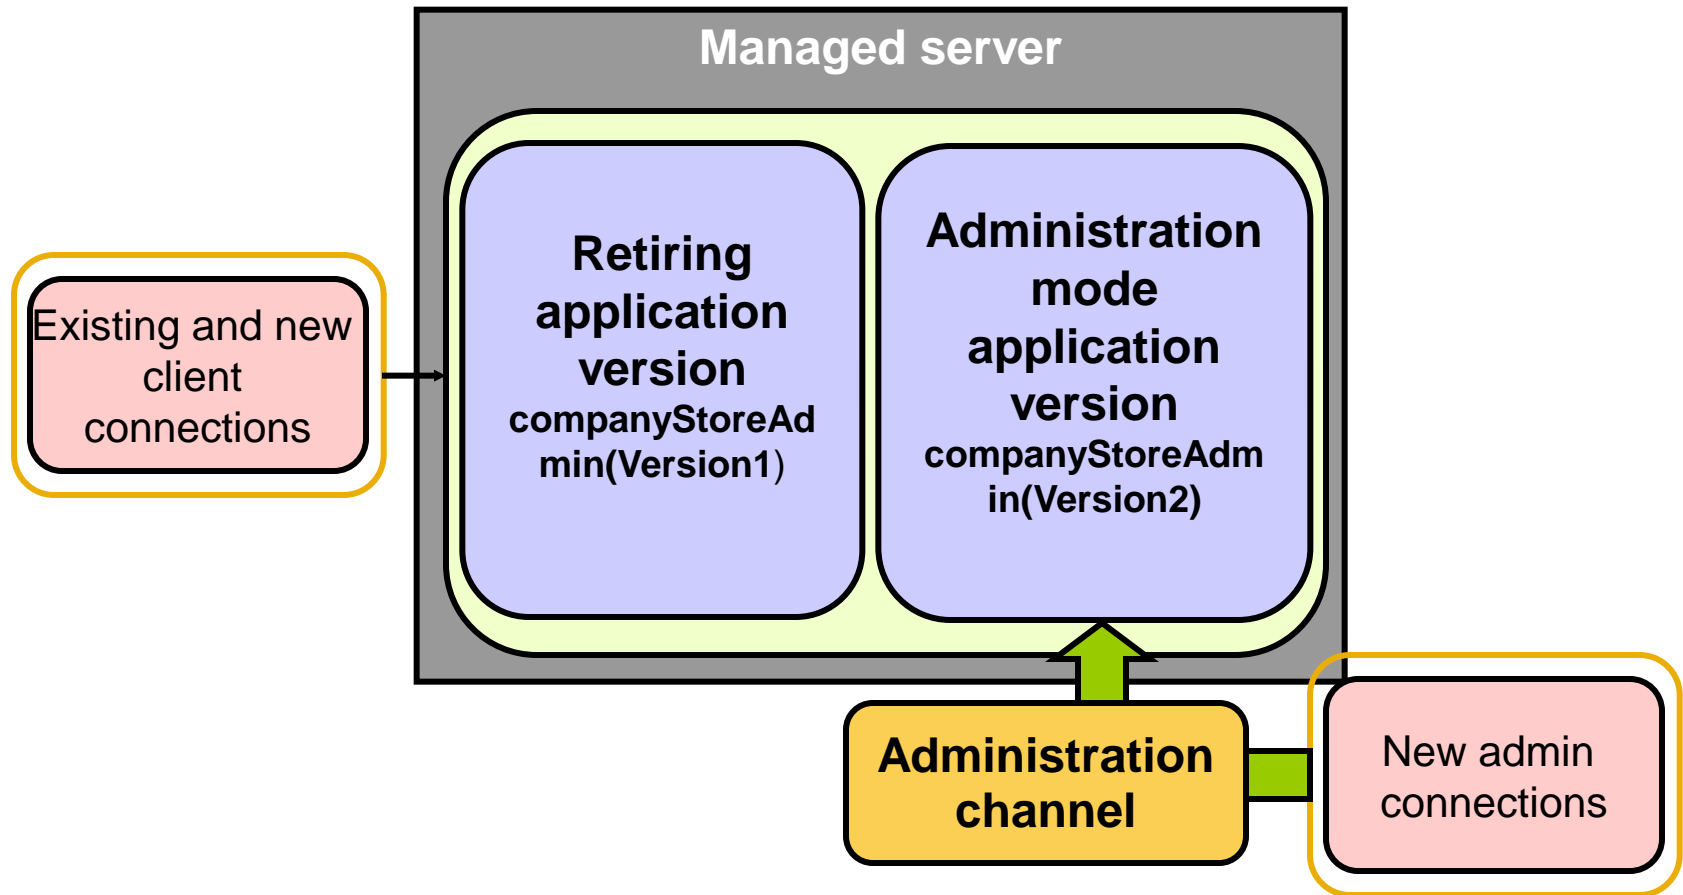 Managed server
Retiring
application
version
companyStoreAd
min(Version1)
Administration
mode
application
version
companyStoreAdm
in(Version2)
Existing and new
client
connections
Administration
channel
New admin
connections